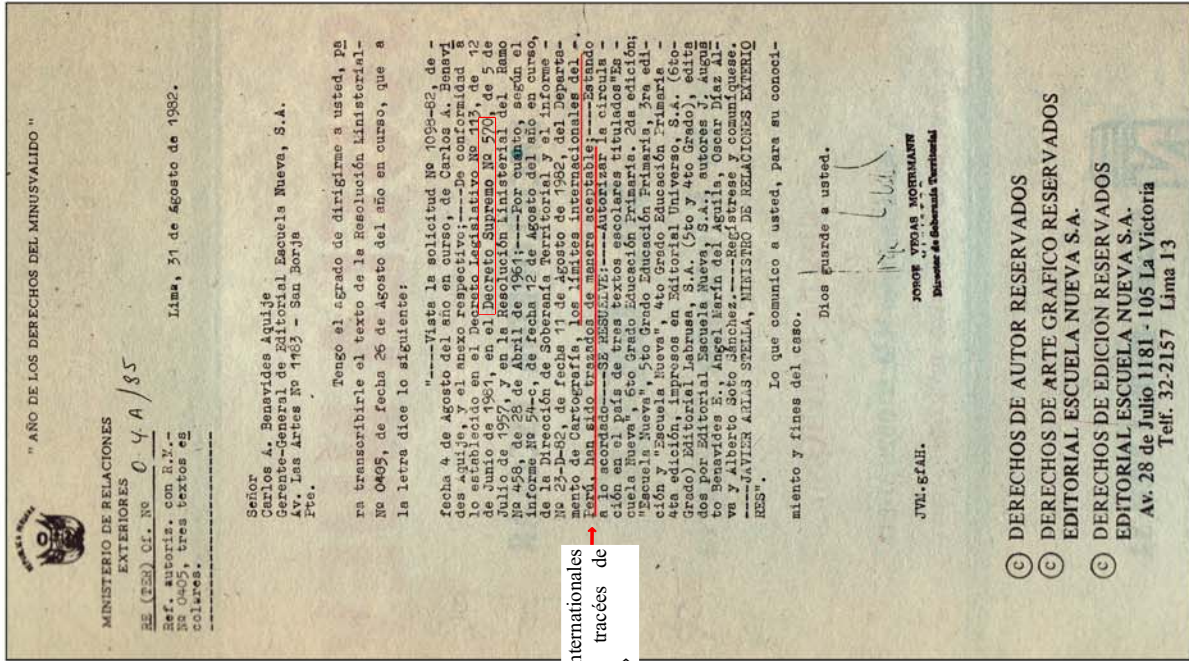 " AÑO DE LOS DERECHOS DEL MINUSVALIDO "
MINISTERIO DE RELACIONES
EXTERIORES
RE (TER) Of. Nº 0-4-A/85
Ref. autoriz. con R.M.-
Nº 0405, tres textos es
colares.
Lima, 31 de Agosto de 1982.
Señor
Carlos A. Benavides Aquije
Gerente-General de Editorial Escuela Nueva, S.A.
Av. Las Artes Nº 1183 - San Borja
Pte.
Tengo el agrado de dirigirme a usted, pa
ra transcribirle el texto de la Resolución Ministerial-
Nº 0405, de fecha 26 de Agosto del año en curso, que a
la letra dice lo siguiente:
"----Vista la solicitud Nº 1098-82, de -
fecha 4 de Agosto del año en curso, de Carlos A. Benavi
des Aquije, y el anexo respectivo;----De conformidad a
lo establecido en el Decreto Legislativo Nº 113, de 12
de Junio de 1981, en el Decreto Supremo Nº 570, de 5 de
Julio de 1957, y en la Resolución Ministerial del Ramo
Nº 458, de 28 de Abril de 1961;----Por cuanto, según el
informe Nº 54-c, de fecha 12 de Agosto del año en curso,
de la Dirección de Soberanía Territorial y el informe -
Nº 23-D-82, de fecha 11 de Agosto de 1982, del Departa-
mento de Cartografía, los límites internacionales del -
Perú, han sido trazados de manera aceptable;----Estando
a lo acordado----SE RESUELVE:----Autorizar la circula -
ción en el país de tres textos escolares titulados"Es -
cuela Nueva", 6to Grado Educación Primaria. 2da edición;
"Escuela Nueva", 5to Grado Educación Primaria, 3ra edi-
ción y "Escuela Nueva", 4to Grado Educación Primaria -
4ta edición, impresos en Editorial Universo, S.A. (6to-
Grado) Editorial Labrusa, S.A. (5to y 4to Grado), edita
dos por Editorial Escuela Nueva, S.A., autores J. Augus
to Benavides E., Angel Marín del Aguila, Oscar Díaz Al-
va y Alberto Soto Sánchez.----Regístrese y comuníquese.
----JAVIER ARIAS STELLA, MINISTRO DE RELACIONES EXTERIO
RES".
Lo que comunico a usted, para su conoci-
miento y fines del caso.
Dios guarde a usted.
JORGE VEGAS MOHRMANN
Director de Soberanía Territorial
JVM.gfAH.
nternationales
tracées de
© DERECHOS DE AUTOR RESERVADOS
© DERECHOS DE ARTE GRAFICO RESERVADOS
EDITORIAL ESCUELA NUEVA S.A.
© DERECHOS DE EDICION RESERVADOS
EDITORIAL ESCUELA NUEVA S.A.
Av. 28 de Julio 1181 - 105 La Victoria
Telf. 32-2157 Lima 13